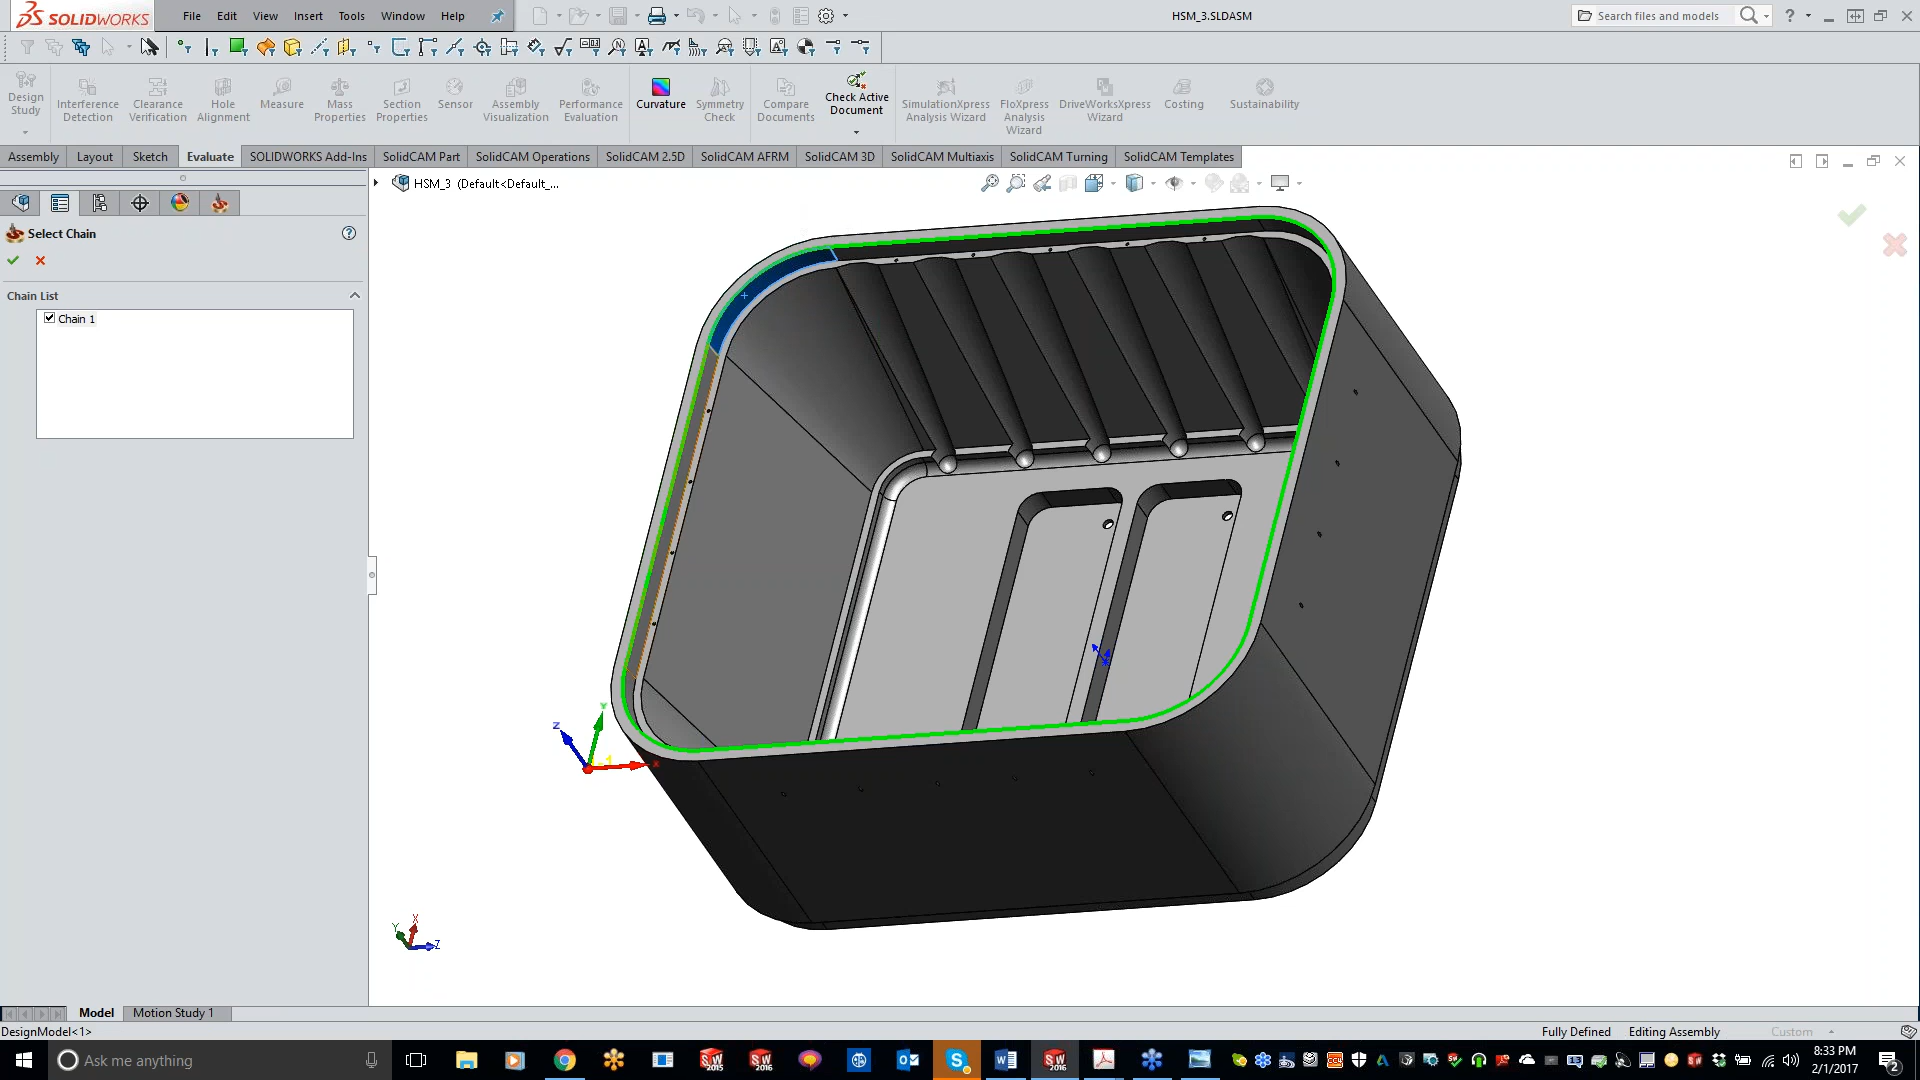 SOLIDWORKS
File Edit View Insert Tools Window Help
HSM_3.SLDASM
Search files and models
Design Study
Interference Detection
Clearance Verification
Hole Alignment
Measure
Mass Properties
Section Properties
Sensor
Assembly Visualization
Performance Evaluation
Curvature
Symmetry Check
Compare Documents
Check Active Document
SimulationXpress Analysis Wizard
FloXpress Analysis Wizard
DriveWorksXpress Wizard
Costing
Sustainability
Assembly Layout Sketch Evaluate SOLIDWORKS Add-Ins SolidCAM Part SolidCAM Operations SolidCAM 2.5D SolidCAM AFRM SolidCAM 3D SolidCAM Multiaxis SolidCAM Turning SolidCAM Templates
HSM_3 (Default<Default_...
Select Chain
Chain List
Chain 1
Z Y X
Y X Z
Model Motion Study 1
DesignModel<1>
Fully Defined Editing Assembly Custom
Ask me anything
8:33 PM
2/1/2017